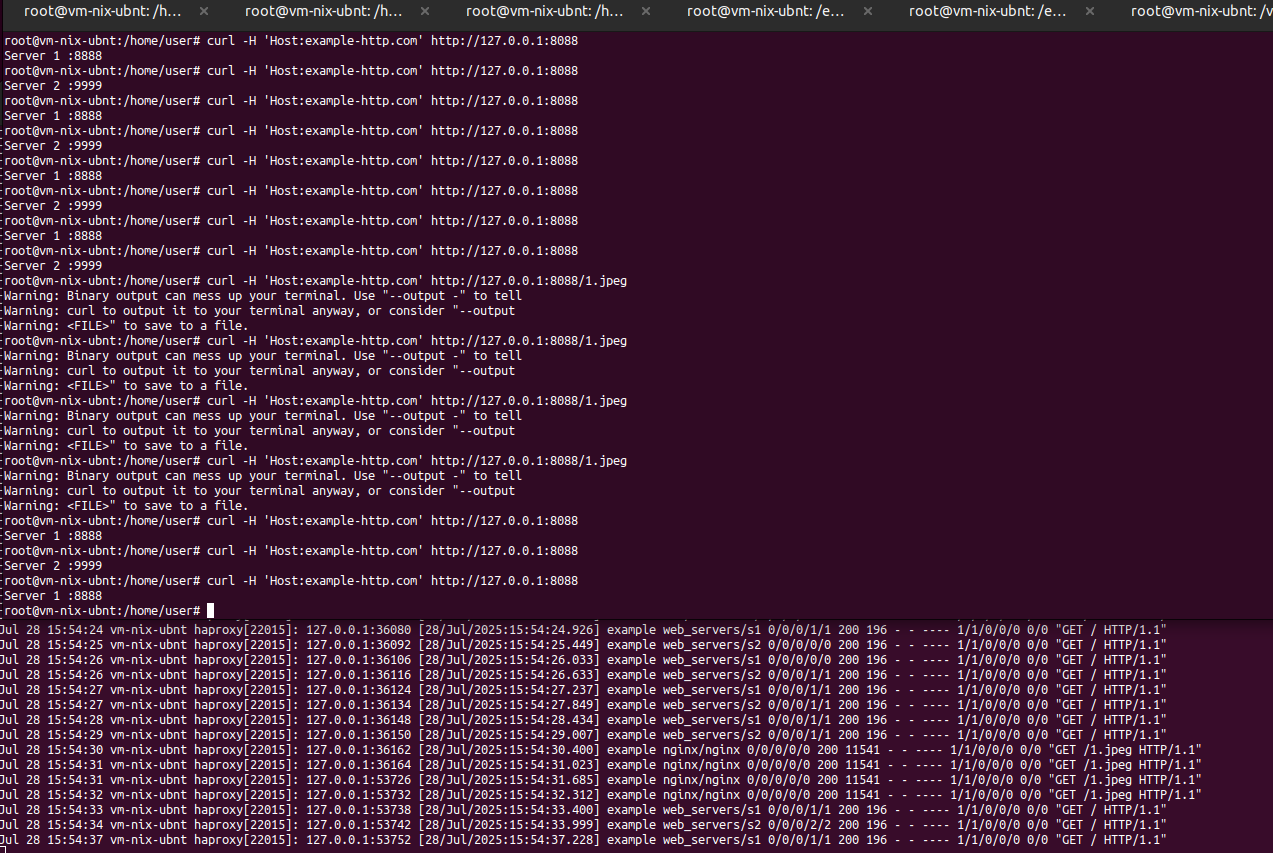 root@vm-nix-ubnt: /h... × root@vm-nix-ubnt: /h... × root@vm-nix-ubnt: /h... × root@vm-nix-ubnt: /e... × root@vm-nix-ubnt: /e... × root@vm-nix-ubnt: /v
root@vm-nix-ubnt:/home/user# curl -H 'Host:example-http.com' http://127.0.0.1:8088
Server 1 :8888
root@vm-nix-ubnt:/home/user# curl -H 'Host:example-http.com' http://127.0.0.1:8088
Server 2 :9999
root@vm-nix-ubnt:/home/user# curl -H 'Host:example-http.com' http://127.0.0.1:8088
Server 1 :8888
root@vm-nix-ubnt:/home/user# curl -H 'Host:example-http.com' http://127.0.0.1:8088
Server 2 :9999
root@vm-nix-ubnt:/home/user# curl -H 'Host:example-http.com' http://127.0.0.1:8088
Server 1 :8888
root@vm-nix-ubnt:/home/user# curl -H 'Host:example-http.com' http://127.0.0.1:8088
Server 2 :9999
root@vm-nix-ubnt:/home/user# curl -H 'Host:example-http.com' http://127.0.0.1:8088
Server 1 :8888
root@vm-nix-ubnt:/home/user# curl -H 'Host:example-http.com' http://127.0.0.1:8088
Server 2 :9999
root@vm-nix-ubnt:/home/user# curl -H 'Host:example-http.com' http://127.0.0.1:8088/1.jpeg
Warning: Binary output can mess up your terminal. Use "--output -" to tell
Warning: curl to output it to your terminal anyway, or consider "--output
Warning: <FILE>" to save to a file.
root@vm-nix-ubnt:/home/user# curl -H 'Host:example-http.com' http://127.0.0.1:8088/1.jpeg
Warning: Binary output can mess up your terminal. Use "--output -" to tell
Warning: curl to output it to your terminal anyway, or consider "--output
Warning: <FILE>" to save to a file.
root@vm-nix-ubnt:/home/user# curl -H 'Host:example-http.com' http://127.0.0.1:8088/1.jpeg
Warning: Binary output can mess up your terminal. Use "--output -" to tell
Warning: curl to output it to your terminal anyway, or consider "--output
Warning: <FILE>" to save to a file.
root@vm-nix-ubnt:/home/user# curl -H 'Host:example-http.com' http://127.0.0.1:8088/1.jpeg
Warning: Binary output can mess up your terminal. Use "--output -" to tell
Warning: curl to output it to your terminal anyway, or consider "--output
Warning: <FILE>" to save to a file.
root@vm-nix-ubnt:/home/user# curl -H 'Host:example-http.com' http://127.0.0.1:8088
Server 1 :8888
root@vm-nix-ubnt:/home/user# curl -H 'Host:example-http.com' http://127.0.0.1:8088
Server 2 :9999
root@vm-nix-ubnt:/home/user# curl -H 'Host:example-http.com' http://127.0.0.1:8088
Server 1 :8888
root@vm-nix-ubnt:/home/user#
Jul 28 15:54:24 vm-nix-ubnt haproxy[22015]: 127.0.0.1:36080 [28/Jul/2025:15:54:24.926] example web_servers/s1 0/0/0/1/1 200 196 - - ---- 1/1/0/0/0 0/0 "GET / HTTP/1.1"
Jul 28 15:54:25 vm-nix-ubnt haproxy[22015]: 127.0.0.1:36092 [28/Jul/2025:15:54:25.449] example web_servers/s2 0/0/0/0/0 200 196 - - ---- 1/1/0/0/0 0/0 "GET / HTTP/1.1"
Jul 28 15:54:26 vm-nix-ubnt haproxy[22015]: 127.0.0.1:36106 [28/Jul/2025:15:54:26.033] example web_servers/s1 0/0/0/0/0 200 196 - - ---- 1/1/0/0/0 0/0 "GET / HTTP/1.1"
Jul 28 15:54:26 vm-nix-ubnt haproxy[22015]: 127.0.0.1:36116 [28/Jul/2025:15:54:26.633] example web_servers/s2 0/0/0/1/1 200 196 - - ---- 1/1/0/0/0 0/0 "GET / HTTP/1.1"
Jul 28 15:54:27 vm-nix-ubnt haproxy[22015]: 127.0.0.1:36124 [28/Jul/2025:15:54:27.237] example web_servers/s1 0/0/0/1/1 200 196 - - ---- 1/1/0/0/0 0/0 "GET / HTTP/1.1"
Jul 28 15:54:27 vm-nix-ubnt haproxy[22015]: 127.0.0.1:36134 [28/Jul/2025:15:54:27.849] example web_servers/s2 0/0/0/1/1 200 196 - - ---- 1/1/0/0/0 0/0 "GET / HTTP/1.1"
Jul 28 15:54:28 vm-nix-ubnt haproxy[22015]: 127.0.0.1:36148 [28/Jul/2025:15:54:28.434] example web_servers/s1 0/0/0/1/1 200 196 - - ---- 1/1/0/0/0 0/0 "GET / HTTP/1.1"
Jul 28 15:54:29 vm-nix-ubnt haproxy[22015]: 127.0.0.1:36150 [28/Jul/2025:15:54:29.007] example web_servers/s2 0/0/0/1/1 200 196 - - ---- 1/1/0/0/0 0/0 "GET / HTTP/1.1"
Jul 28 15:54:30 vm-nix-ubnt haproxy[22015]: 127.0.0.1:36162 [28/Jul/2025:15:54:30.400] example nginx/nginx 0/0/0/0/0 200 11541 - - ---- 1/1/0/0/0 0/0 "GET /1.jpeg HTTP/1.1"
Jul 28 15:54:31 vm-nix-ubnt haproxy[22015]: 127.0.0.1:36164 [28/Jul/2025:15:54:31.023] example nginx/nginx 0/0/0/0/0 200 11541 - - ---- 1/1/0/0/0 0/0 "GET /1.jpeg HTTP/1.1"
Jul 28 15:54:31 vm-nix-ubnt haproxy[22015]: 127.0.0.1:53726 [28/Jul/2025:15:54:31.685] example nginx/nginx 0/0/0/0/0 200 11541 - - ---- 1/1/0/0/0 0/0 "GET /1.jpeg HTTP/1.1"
Jul 28 15:54:32 vm-nix-ubnt haproxy[22015]: 127.0.0.1:53732 [28/Jul/2025:15:54:32.312] example nginx/nginx 0/0/0/0/0 200 11541 - - ---- 1/1/0/0/0 0/0 "GET /1.jpeg HTTP/1.1"
Jul 28 15:54:33 vm-nix-ubnt haproxy[22015]: 127.0.0.1:53738 [28/Jul/2025:15:54:33.400] example web_servers/s1 0/0/0/1/1 200 196 - - ---- 1/1/0/0/0 0/0 "GET / HTTP/1.1"
Jul 28 15:54:34 vm-nix-ubnt haproxy[22015]: 127.0.0.1:53742 [28/Jul/2025:15:54:33.999] example web_servers/s2 0/0/0/2/2 200 196 - - ---- 1/1/0/0/0 0/0 "GET / HTTP/1.1"
Jul 28 15:54:37 vm-nix-ubnt haproxy[22015]: 127.0.0.1:53752 [28/Jul/2025:15:54:37.228] example web_servers/s1 0/0/0/1/1 200 196 - - ---- 1/1/0/0/0 0/0 "GET / HTTP/1.1"